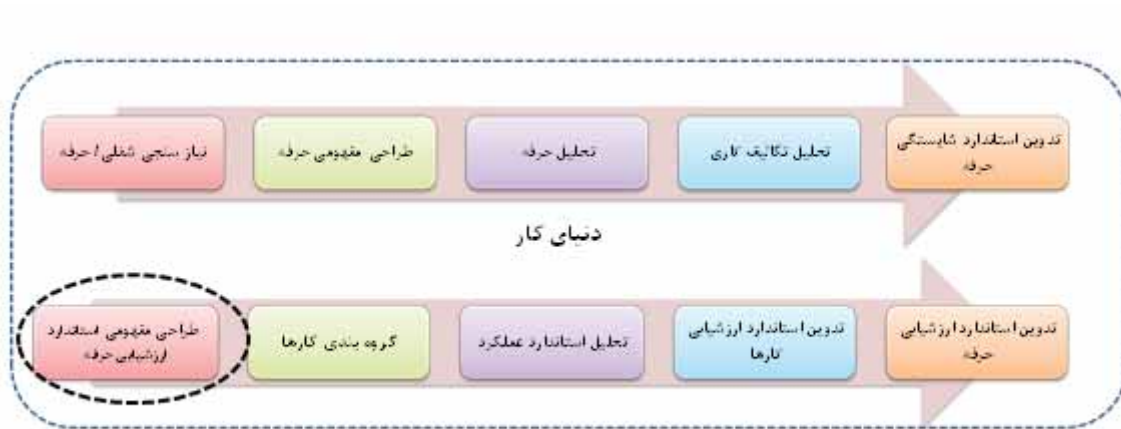 نیاز سنجی شغلی/حرفه
طراحی مفهومی حرفه
تحلیل حرفه
تحلیل تکالیف کاری
تدوین استاندارد شایستگی
حرفه
دنیای کار
طراحی مفهومی استاندارد
ارزشیابی حرفه
گروه بندی کارها
تحلیل استاندارد عملکرد
تدوین استاندارد ارزشیابی
کارها
تدوین استاندارد ارزشیابی
حرفه